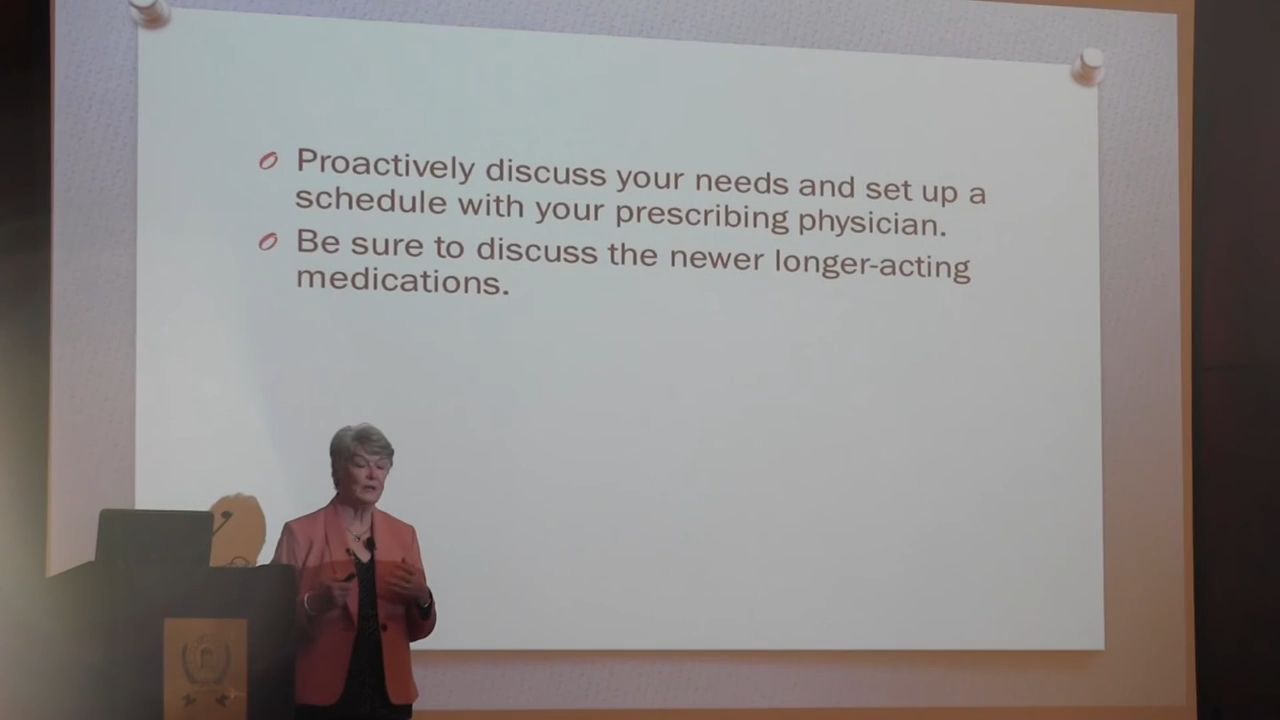 Proactively discuss your needs and set up a
schedule with your prescribing physician.
Be sure to discuss the newer longer-acting
medications.